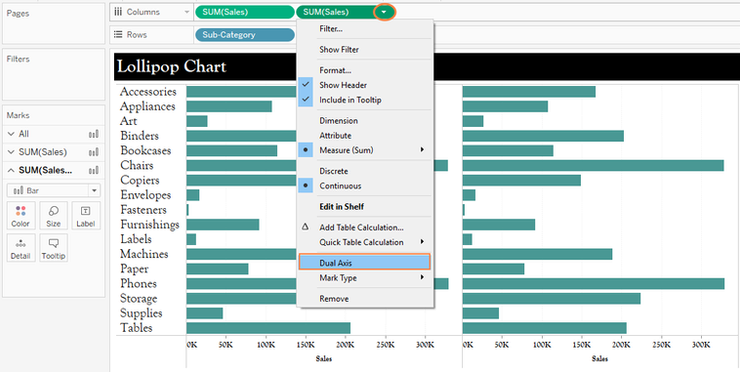 Pages
Columns
SUM(Sales)
SUM(Sales)
Rows
Sub-Category
Filters
Marks
All
SUM(Sales)
SUM(Sales...
Bar
Color
Size
Label
Detail
Tooltip
Filter...
Show Filter
Format...
Show Header
Include in Tooltip
Dimension
Attribute
Measure (Sum)
Discrete
Continuous
Edit in Shelf
Add Table Calculation...
Quick Table Calculation
Dual Axis
Mark Type
Remove
Lollipop Chart
Accessories
Appliances
Art
Binders
Bookcases
Chairs
Copiers
Envelopes
Fasteners
Furnishings
Labels
Machines
Paper
Phones
Storage
Supplies
Tables
0K 50K 100K 150K 200K 250K 300K 0K 50K 100K 150K 200K 250K 300K
Sales Sales